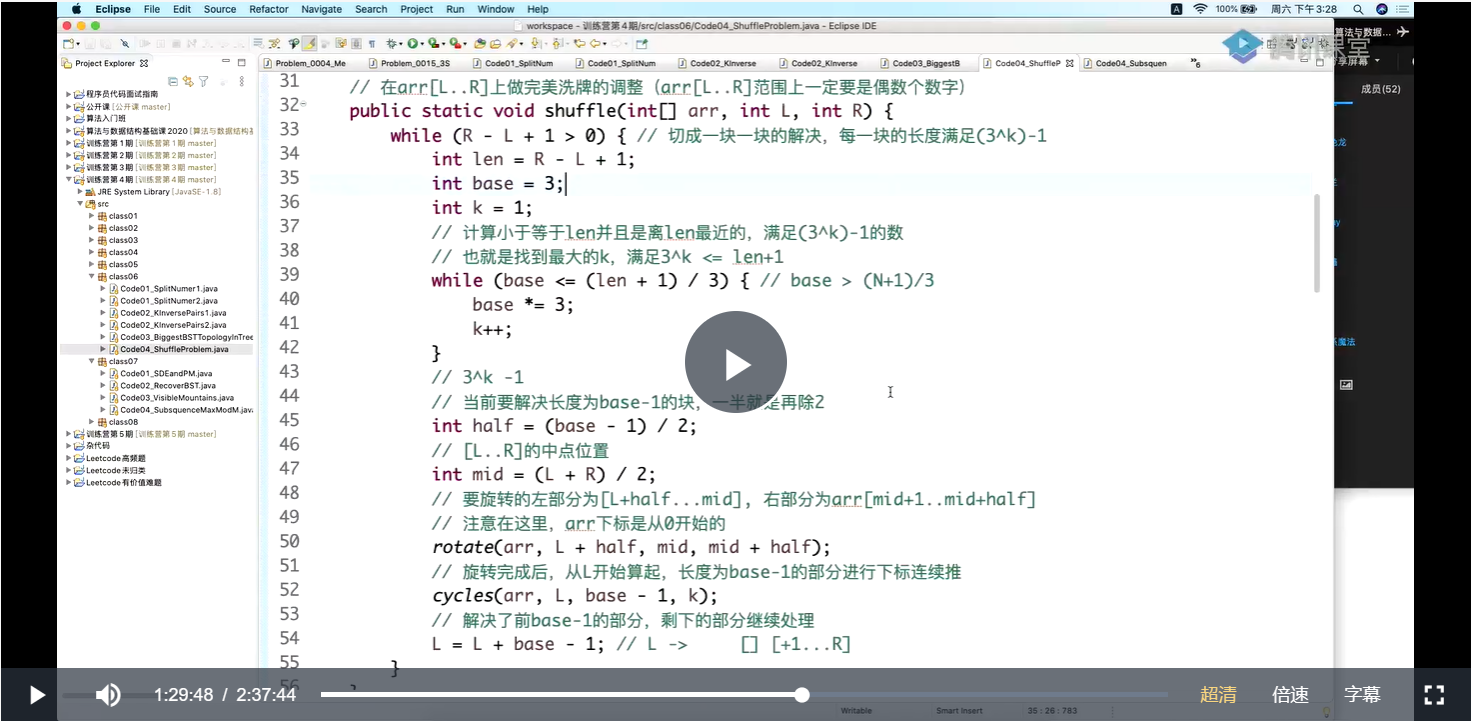 Eclipse File Edit Source Refactor Navigate Search Project Run Window Help
100% 周六 下午3:28
workspace - 训练营第4期/src/class06/Code04_ShuffleProblem.java - Eclipse IDE
算法与数据...
Project Explorer
Problem_0004_Me Problem_0015_3S Code01_SplitNum Code01_SplitNum Code02_KInverse Code02_KInverse Code03_BiggestB Code04_ShuffleP Code04_Subsquen 6
成员(52)
程序员代码面试指南
公开课 [公开课 master]
算法入门班
算法与数据结构基础课2020 [算法与数据结构基
训练营第1期 [训练营第1期 master]
训练营第2期 [训练营第2期 master]
训练营第3期 [训练营第3期 master]
训练营第4期 [训练营第4期 master]
JRE System Library [JavaSE-1.8]
src
class01
class02
class03
class04
class05
class06
Code01_SplitNumer1.java
Code01_SplitNumer2.java
Code02_KInversePairs1.java
Code02_KInversePairs2.java
Code03_BiggestBSTTopologyInTree
Code04_ShuffleProblem.java
class07
Code01_SDEandPM.java
Code02_RecoverBST.java
Code03_VisibleMountains.java
Code04_SubsquenceMaxModM.java
class08
训练营第5期 [训练营第5期 master]
杂代码
Leetcode高频题
Leetcode未归类
Leetcode有价值难题
31 // 在arr[L..R]上做完美洗牌的调整（arr[L..R]范围上一定要是偶数个数字）
32 public static void shuffle(int[] arr, int L, int R) {
33 while (R - L + 1 > 0) { // 切成一块一块的解决，每一块的长度满足(3^k)-1
34 int len = R - L + 1;
35 int base = 3;
36 int k = 1;
37 // 计算小于等于len并且是离len最近的，满足(3^k)-1的数
38 // 也就是找到最大的k，满足3^k <= len+1
39 while (base <= (len + 1) / 3) { // base > (N+1)/3
40 base *= 3;
41 k++;
42 }
43 // 3^k -1
44 // 当前要解决长度为base-1的块，一半就是再除2
45 int half = (base - 1) / 2;
46 // [L..R]的中点位置
47 int mid = (L + R) / 2;
48 // 要旋转的左部分为[L+half...mid], 右部分为arr[mid+1..mid+half]
49 // 注意在这里，arr下标是从0开始的
50 rotate(arr, L + half, mid, mid + half);
51 // 旋转完成后，从L开始算起，长度为base-1的部分进行下标连续推
52 cycles(arr, L, base - 1, k);
53 // 解决了前base-1的部分，剩下的部分继续处理
54 L = L + base - 1; // L -> [] [+1...R]
55 }
56 }
魔法
1:29:48 / 2:37:44 超清 倍速 字幕
Writable Smart Insert 35 : 26 : 783